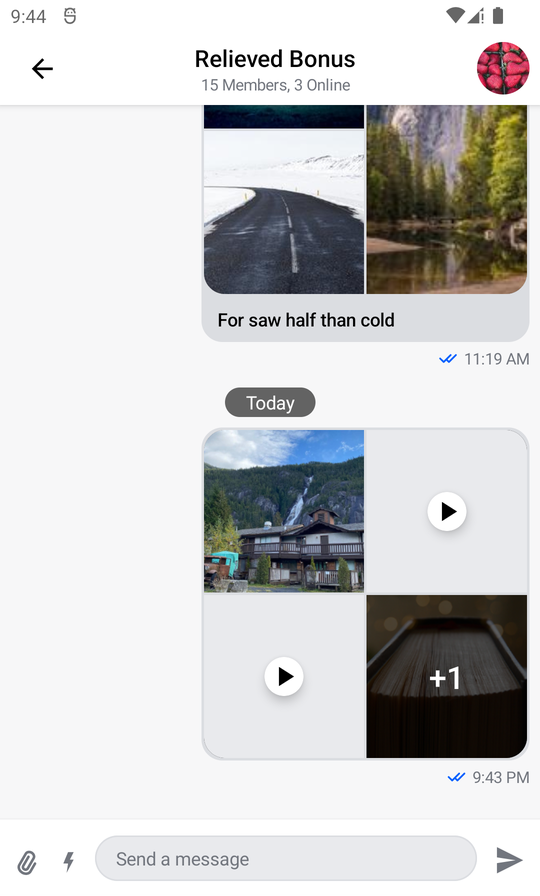 9:44
Relieved Bonus
15 Members, 3 Online
For saw half than cold
11:19 AM
Today
+1
9:43 PM
Send a message